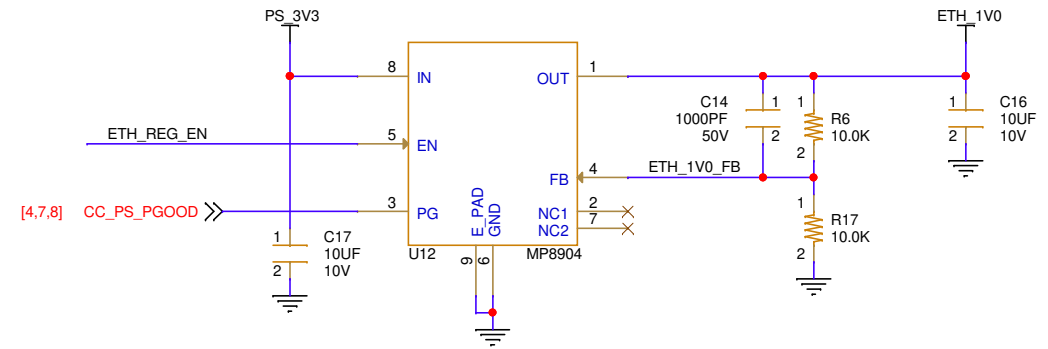 PS_3V3
ETH_1V0
8
IN
OUT
1
C14
1000PF
50V
1
2
1
2
R6
10.0K
1
2
C16
10UF
10V
ETH_REG_EN
5
EN
FB
4
ETH_1V0_FB
[4,7,8]
CC_PS_PGOOD
3
PG
E_PAD
GND
NC1
2
NC2
7
1
2
R17
10.0K
1
2
C17
10UF
10V
U12
MP8904
9
6